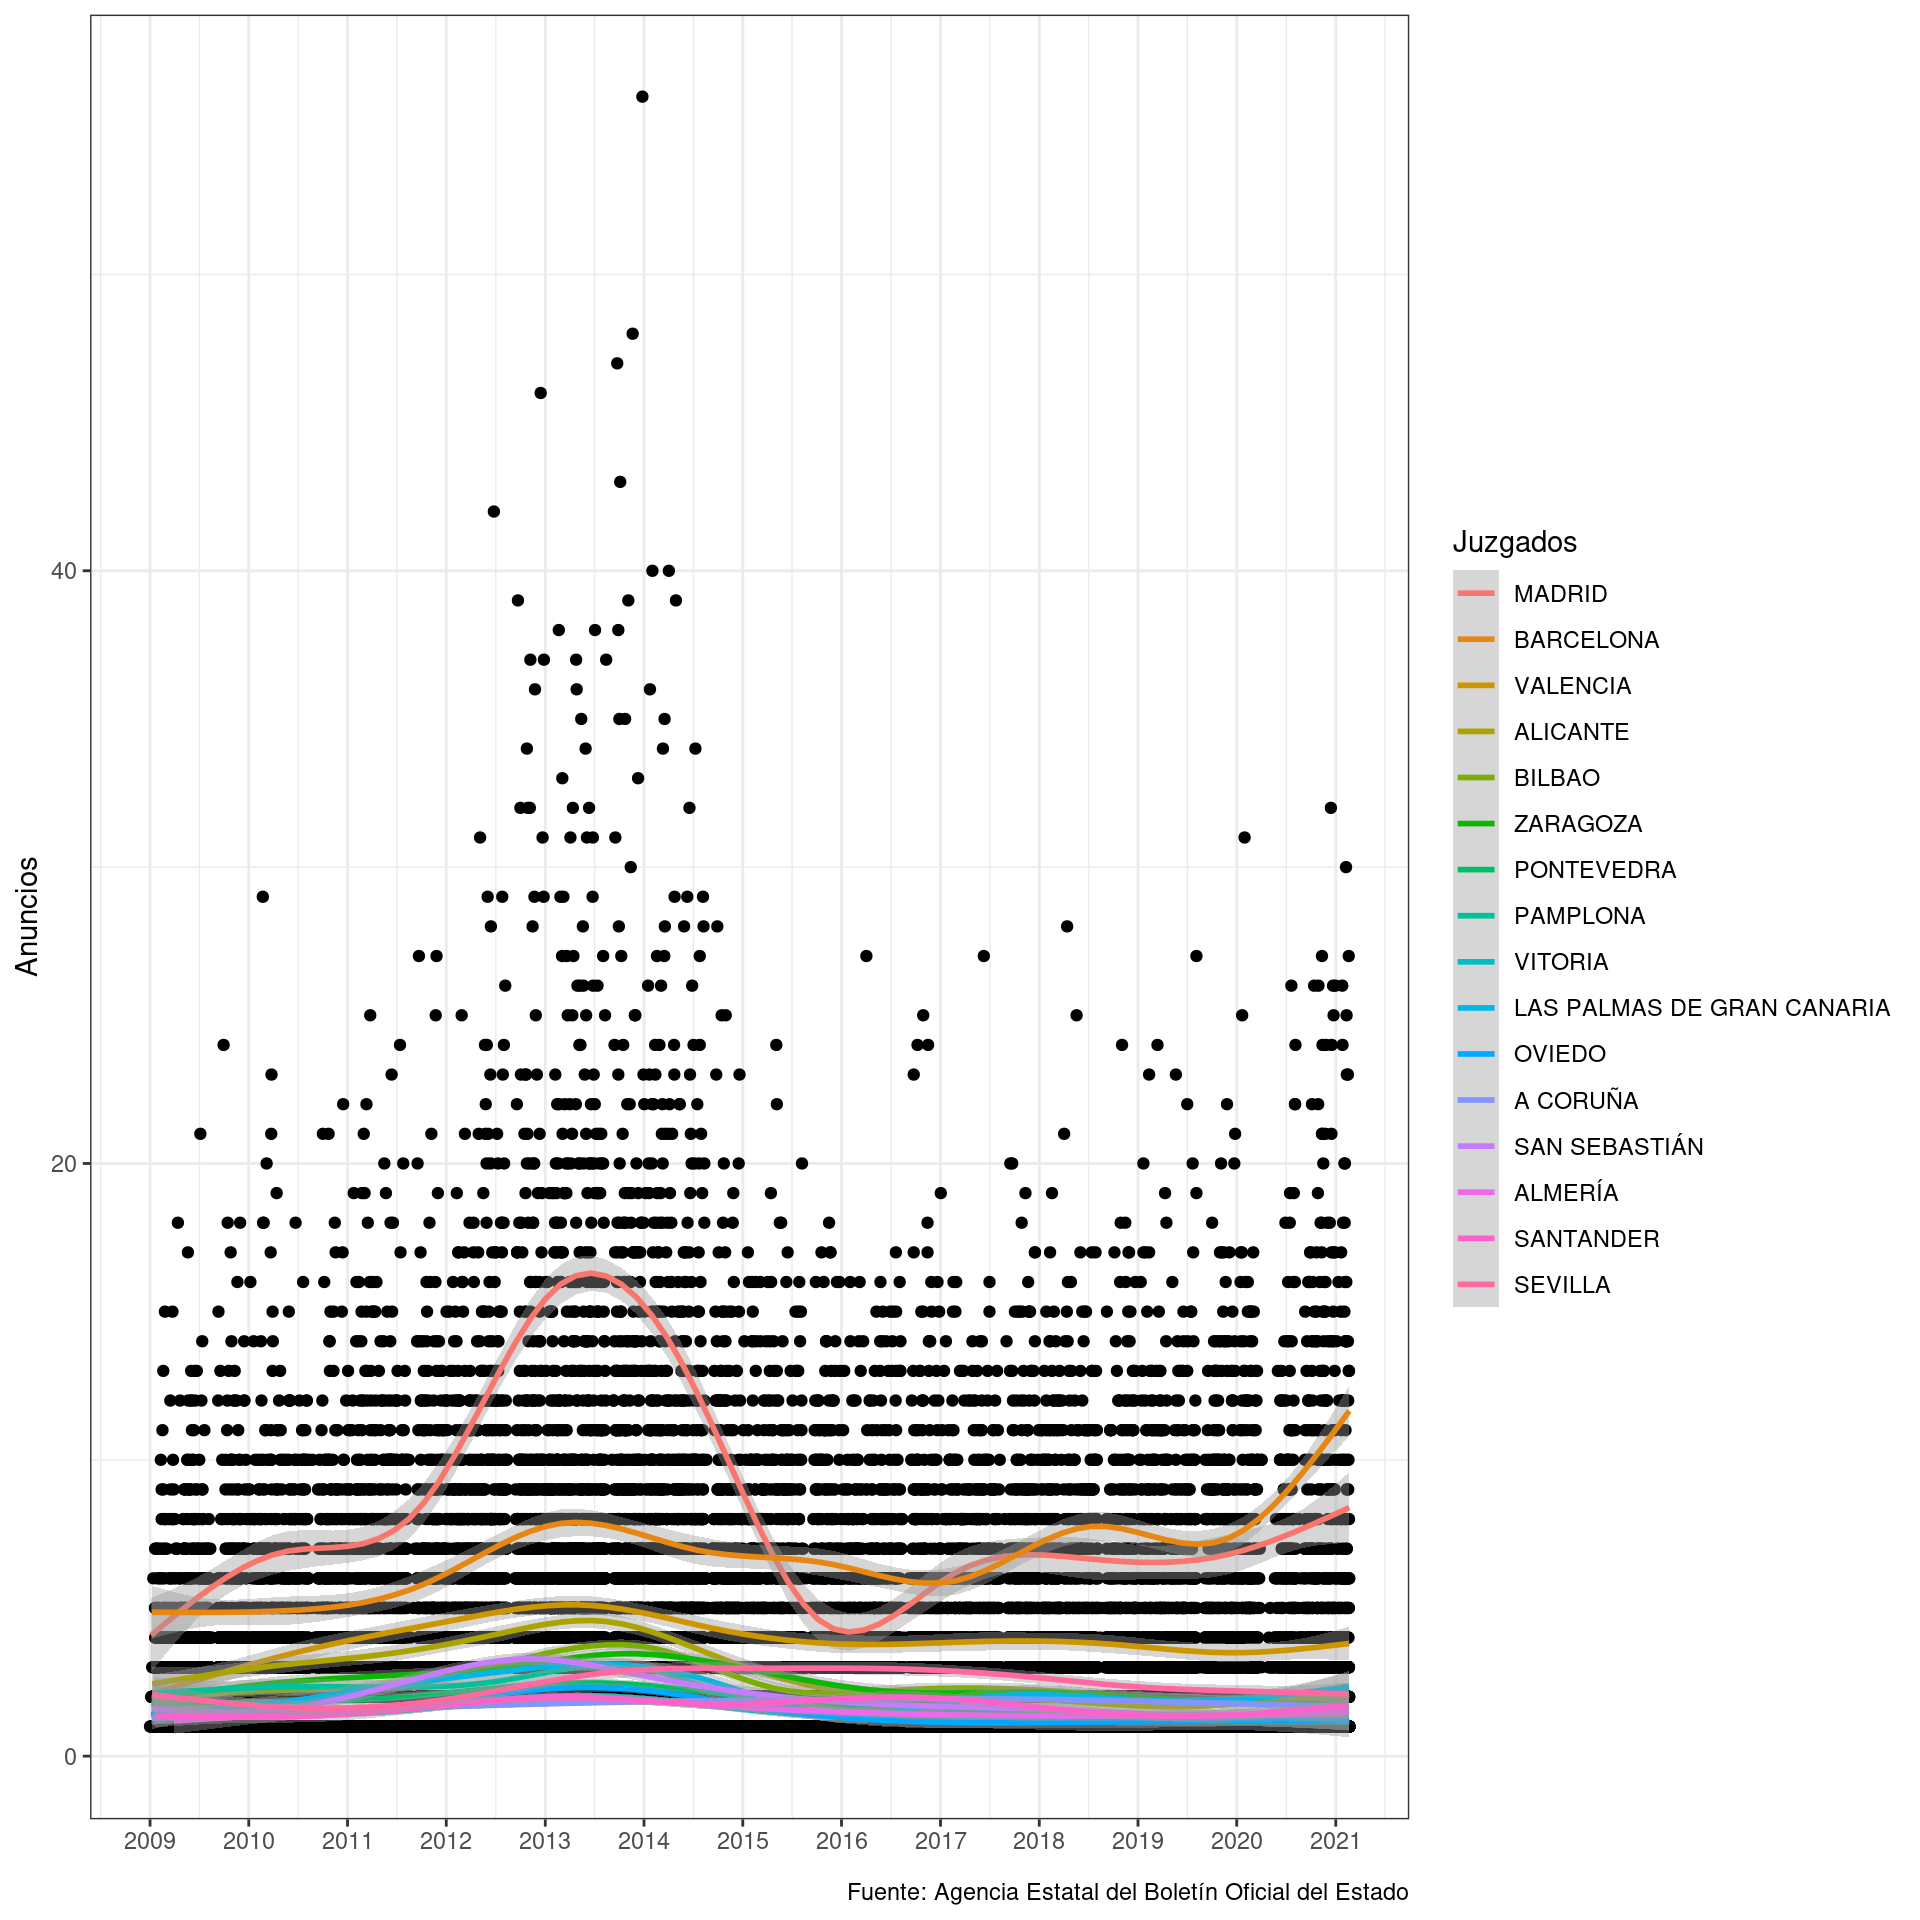 Anuncios
40
20
0
2009 2010 2011 2012 2013 2014 2015 2016 2017 2018 2019 2020 2021
Fuente: Agencia Estatal del Boletín Oficial del Estado
Juzgados
MADRID
BARCELONA
VALENCIA
ALICANTE
BILBAO
ZARAGOZA
PONTEVEDRA
PAMPLONA
VITORIA
LAS PALMAS DE GRAN CANARIA
OVIEDO
A CORUÑA
SAN SEBASTIÁN
ALMERÍA
SANTANDER
SEVILLA